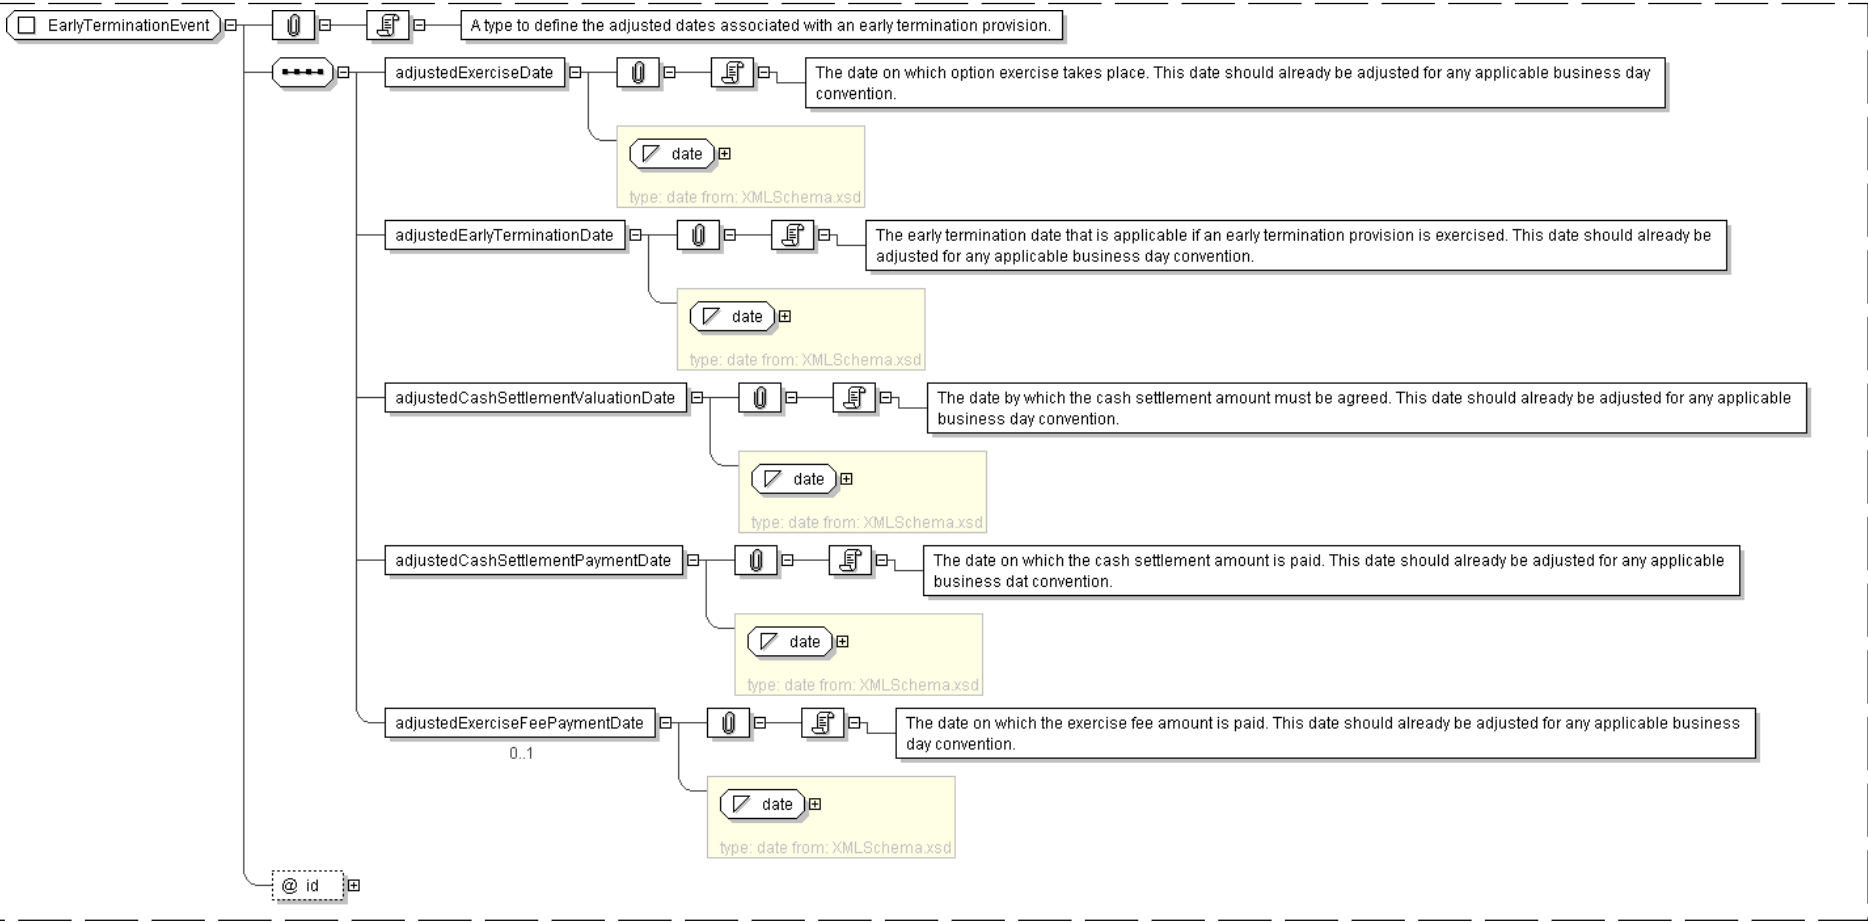 EarlyTerminationEvent
A type to define the adjusted dates associated with an early termination provision.
adjustedExerciseDate
The date on which option exercise takes place. This date should already be adjusted for any applicable business day
convention.
date
type: date from: XMLSchema.xsd
adjustedEarlyTerminationDate
The early termination date that is applicable if an early termination provision is exercised. This date should already be
adjusted for any applicable business day convention.
date
type: date from: XMLSchema.xsd
adjustedCashSettlementValuationDate
The date by which the cash settlement amount must be agreed. This date should already be adjusted for any applicable
business day convention.
date
type: date from: XMLSchema.xsd
adjustedCashSettlementPaymentDate
The date on which the cash settlement amount is paid. This date should already be adjusted for any applicable
business dat convention.
date
type: date from: XMLSchema.xsd
adjustedExerciseFeePaymentDate
The date on which the exercise fee amount is paid. This date should already be adjusted for any applicable business
day convention.
0..1
date
type: date from: XMLSchema.xsd
@ id